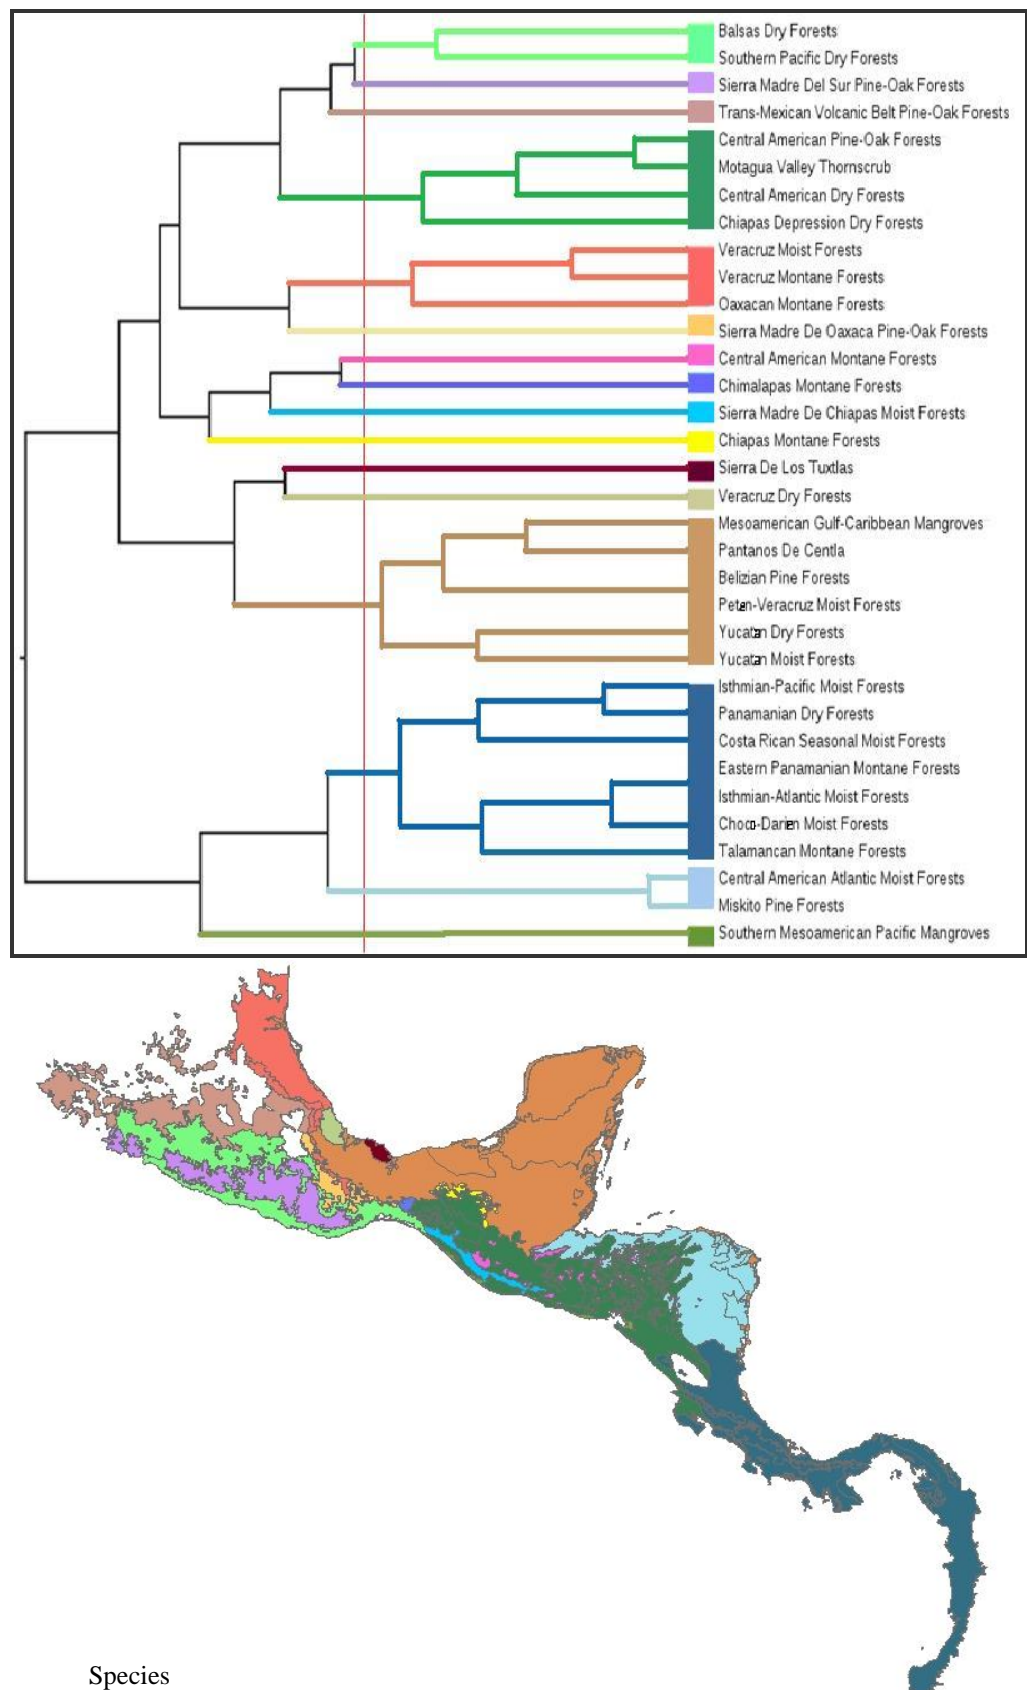 Balsas Dry Forests
Southern Pacific Dry Forests
Sierra Madre Del Sur Pine-Oak Forests
Trans-Mexican Volcanic Belt Pine-Oak Forests
Central American Pine-Oak Forests
Motagua Valley Thornscrub
Central American Dry Forests
Chiapas Depression Dry Forests
Veracruz Moist Forests
Veracruz Montane Forests
Oaxacan Montane Forests
Sierra Madre De Oaxaca Pine-Oak Forests
Central American Montane Forests
Chimalapas Montane Forests
Sierra Madre De Chiapas Moist Forests
Chiapas Montane Forests
Sierra De Los Tuxtlas
Veracruz Dry Forests
Mesoamerican Gulf-Caribbean Mangroves
Pantanos De Centla
Belizian Pine Forests
Peten-Veracruz Moist Forests
Yucatan Dry Forests
Yucatan Moist Forests
Isthmian-Pacific Moist Forests
Panamanian Dry Forests
Costa Rican Seasonal Moist Forests
Eastern Panamanian Montane Forests
Isthmian-Atlantic Moist Forests
Choco-Darien Moist Forests
Talamancan Montane Forests
Central American Atlantic Moist Forests
Miskito Pine Forests
Southern Mesoamerican Pacific Mangroves
Species